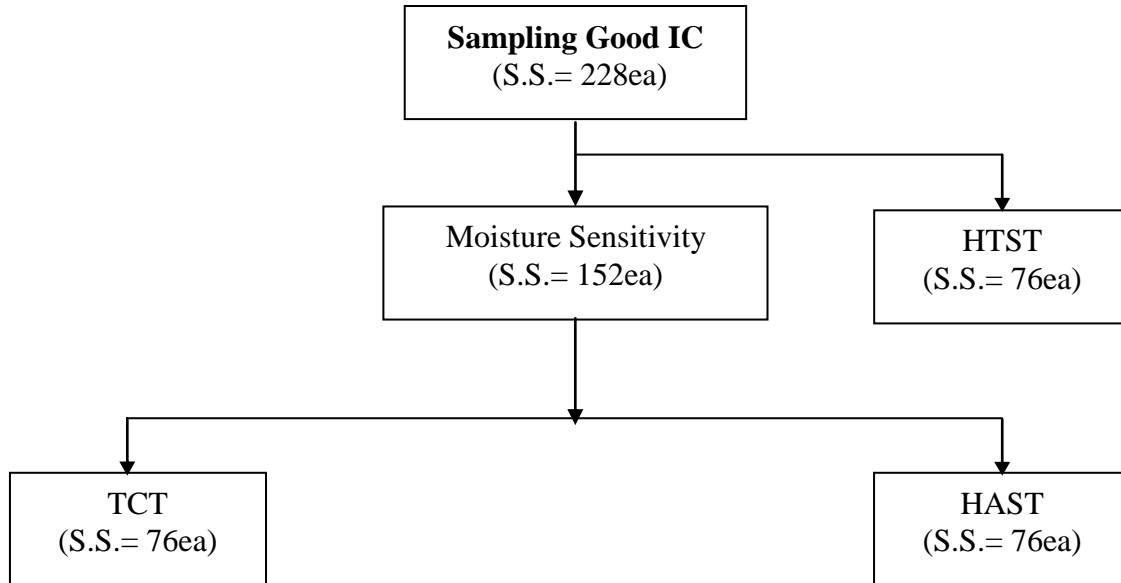 Sampling Good IC
(S.S.= 228ea)
Moisture Sensitivity
(S.S.= 152ea)
HTST
(S.S.= 76ea)
TCT
(S.S.= 76ea)
HAST
(S.S.= 76ea)